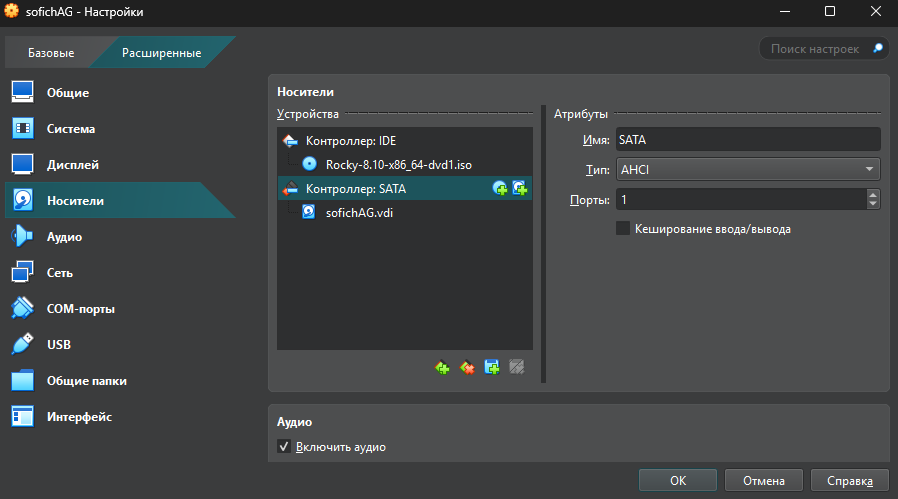 sofichAG - Настройки
Базовые
Расширенные
Поиск настроек
Общие
Система
Дисплей
Носители
Аудио
Сеть
COM-порты
USB
Общие папки
Интерфейс
Носители
Устройства
Контроллер: IDE
Rocky-8.10-x86_64-dvd1.iso
Контроллер: SATA
sofichAG.vdi
Атрибуты
Имя: SATA
Тип: AHCI
Порты: 1
Кеширование ввода/вывода
Аудио
Включить аудио
ОК
Отмена
Справка